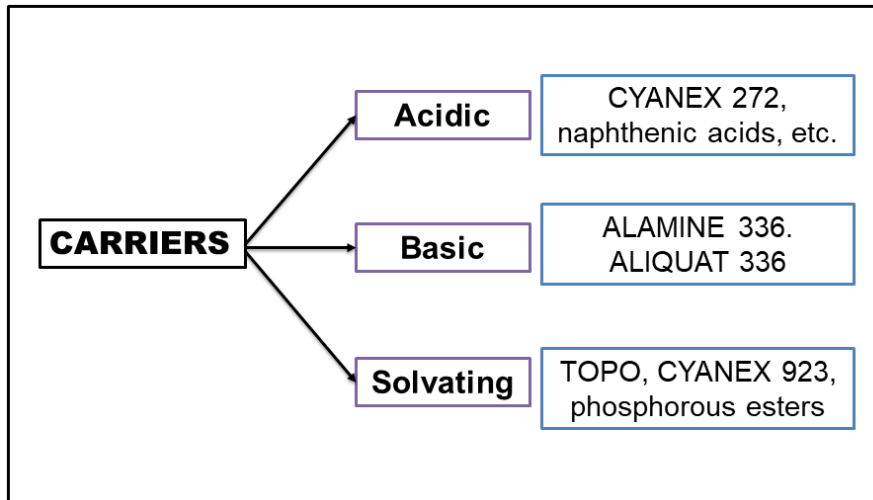 CARRIERS
Acidic
CYANEX 272,
naphthenic acids, etc.
Basic
ALAMINE 336.
ALIQUAT 336
Solvating
TOPO, CYANEX 923,
phosphorous esters